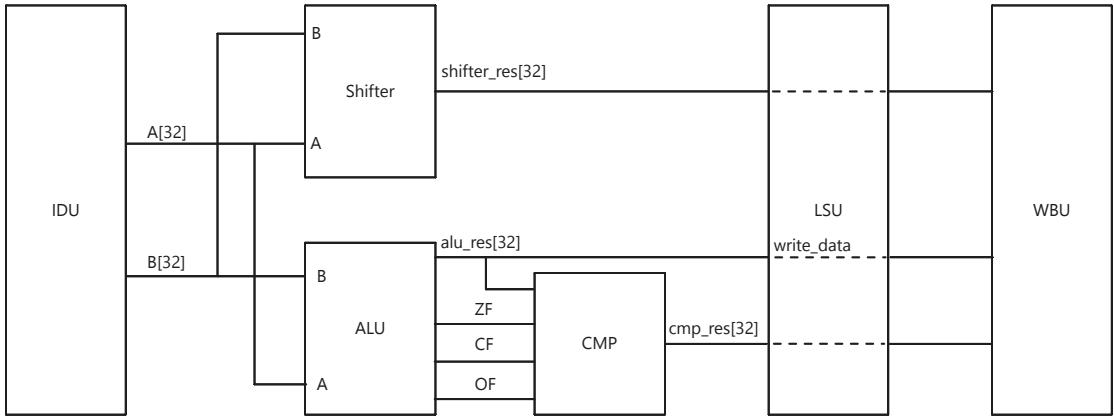 B
shifter_res[32]
Shifter
A[32]
A
IDU
LSU
WBU
alu_res[32]
write_data
B[32]
B
ZF
ALU
CF
CMP
cmp_res[32]
A
OF